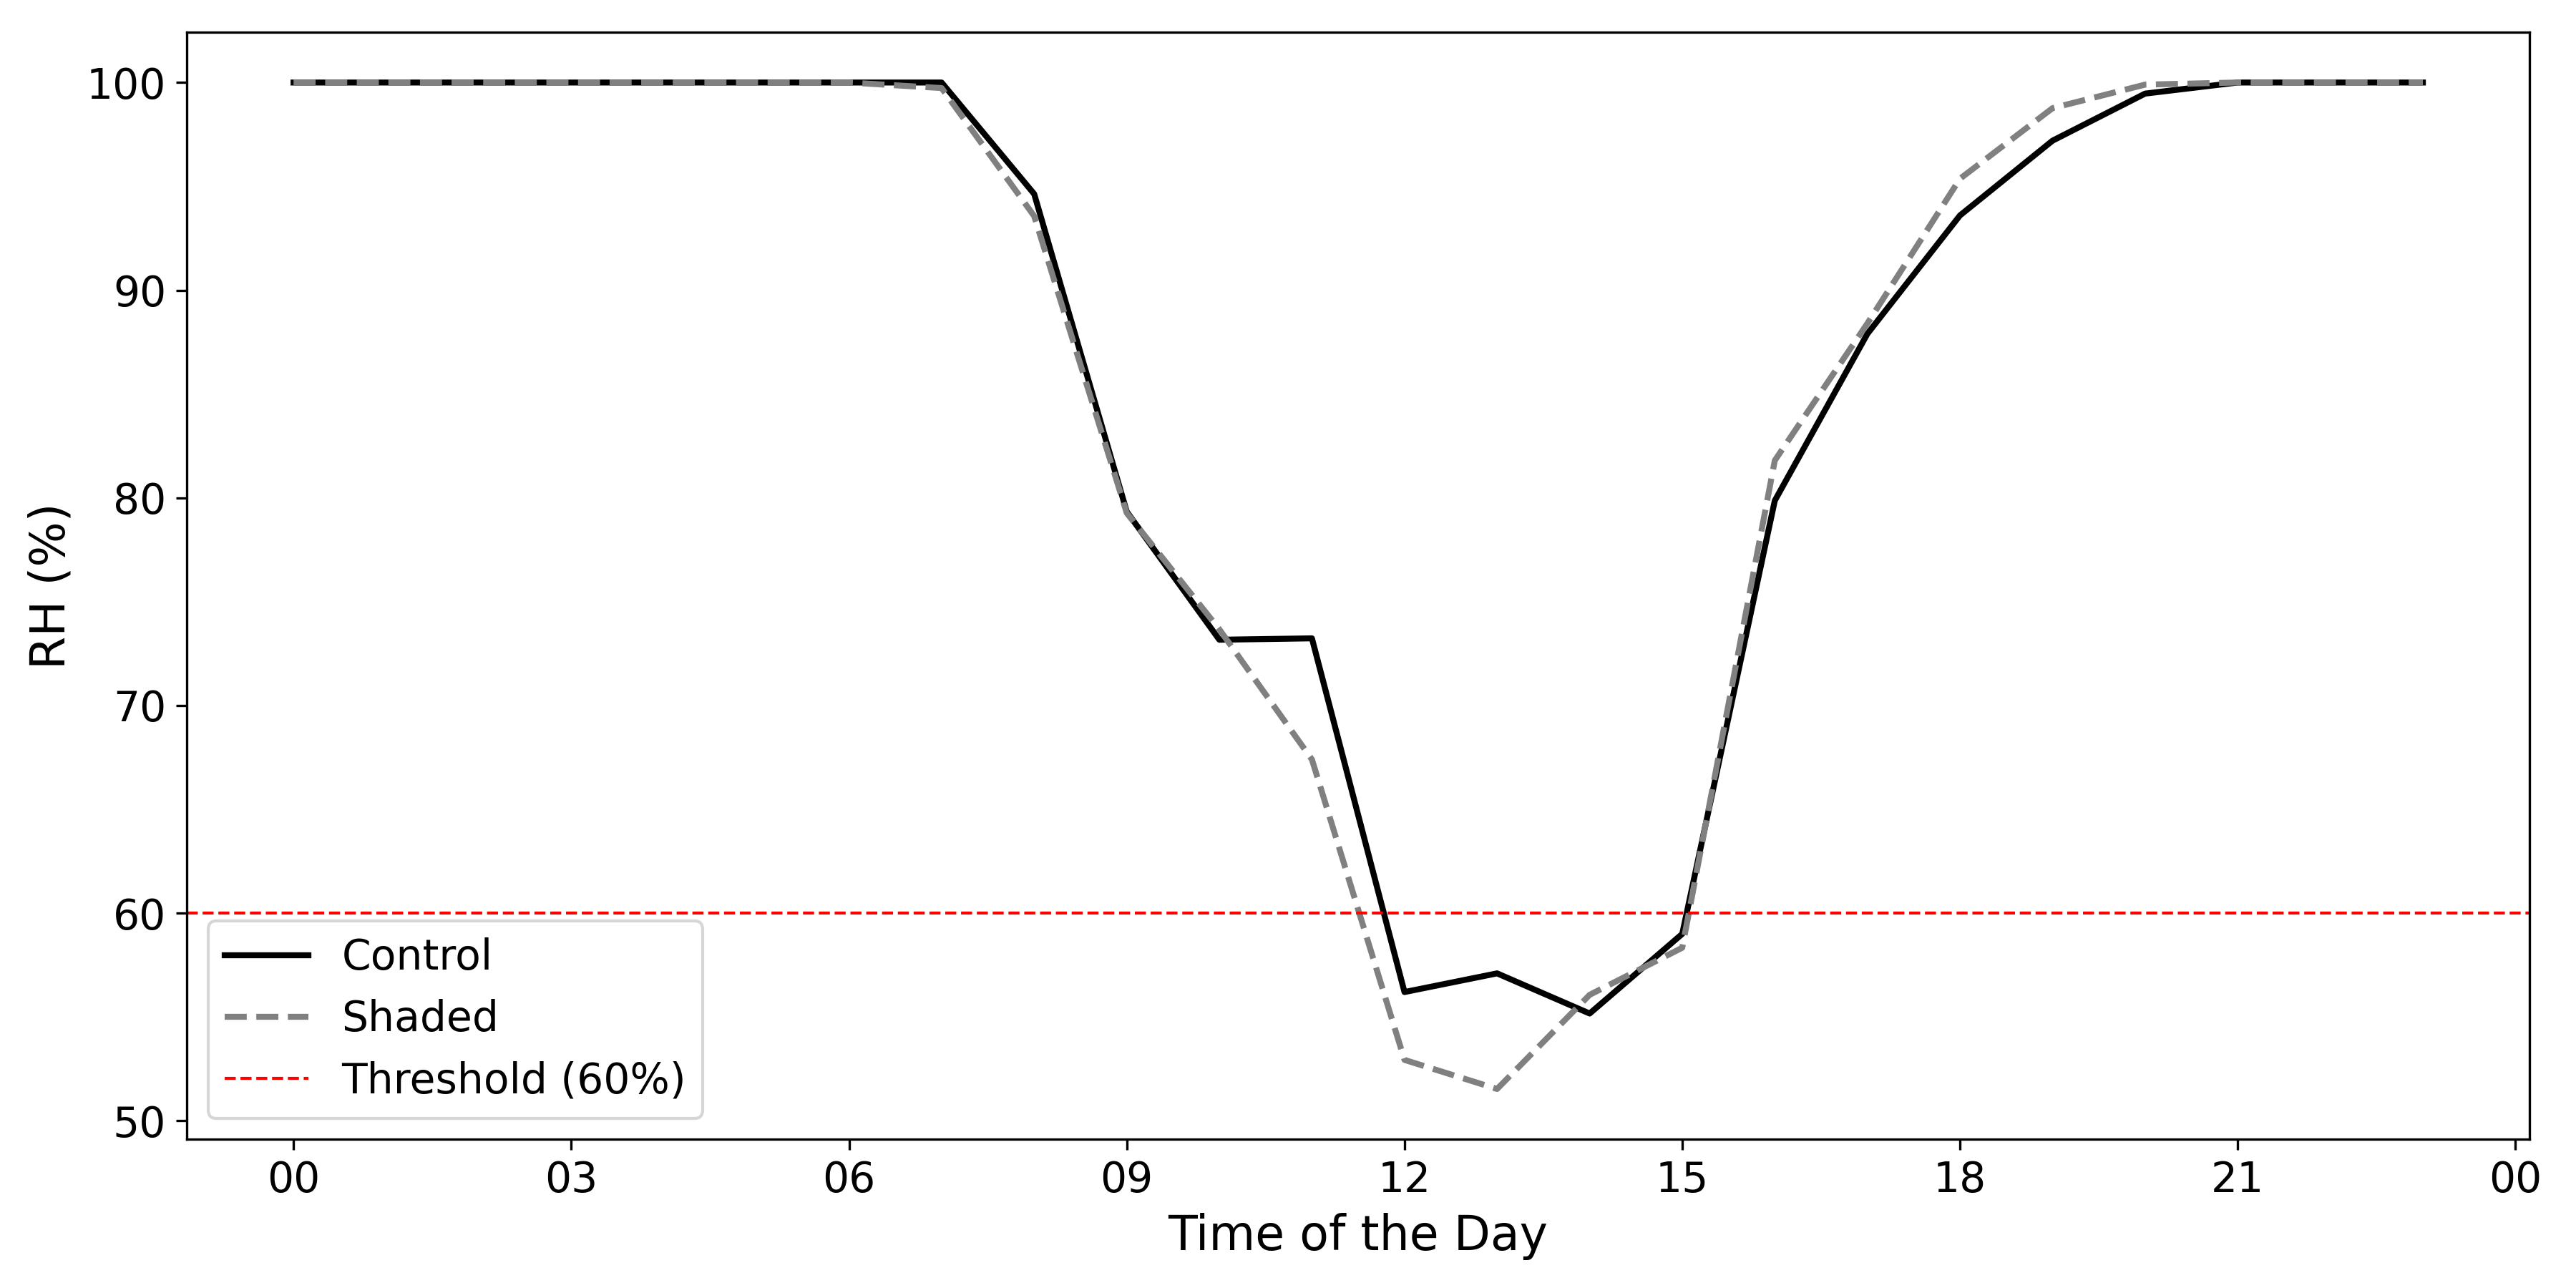 100
90
80
70
60
50
RH (%)
Control
Shaded
Threshold (60%)
00 03 06 09 12 15 18 21 00
Time of the Day